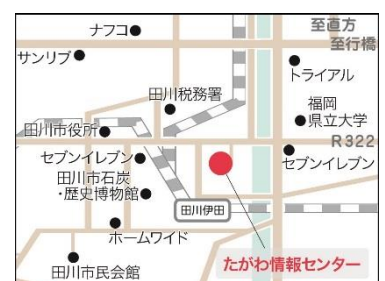 ナフコ
至直方
至行橋
サンリブ
トライアル
田川税務署
福岡
県立大学
田川市役所
R322
セブンイレブン
セブンイレブン
田川市石炭
・歴史博物館
田川伊田
ホームワイド
田川市民会館
たがわ情報センター